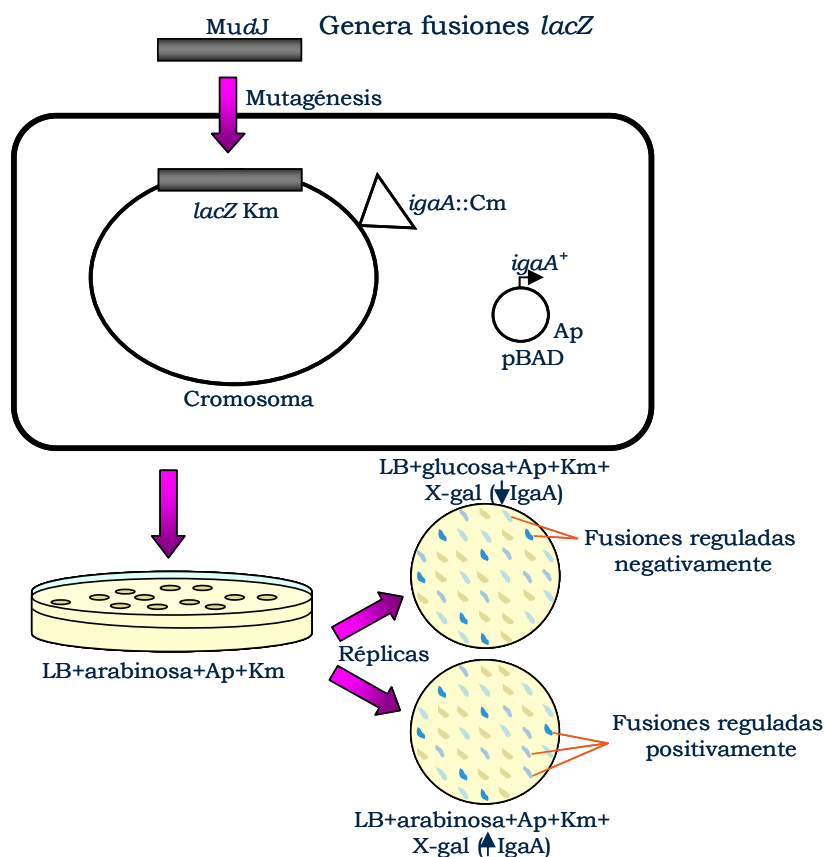 MudJ
Genera fusiones lacZ
Mutagénesis
lacZ Km
igaA::Cm
igaA+
Ap
pBAD
Cromosoma
LB+glucosa+Ap+Km+
X-gal (↓IgaA)
Fusiones reguladas
negativamente
LB+arabinosa+Ap+Km
Réplicas
Fusiones reguladas
positivamente
LB+arabinosa+Ap+Km+
X-gal (↑IgaA)